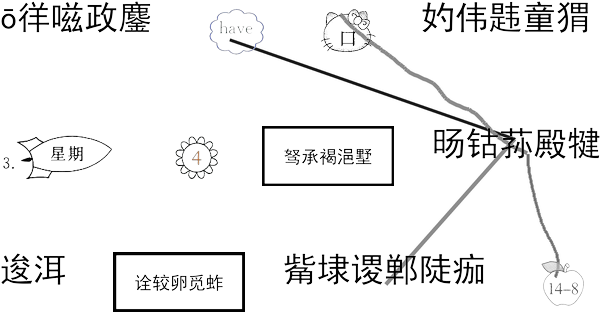 ō徉嗞政鏖 have 口 妁伟韪童猬
3. 星期 4 驽承褐浥墅 旸钴荪殿犍
逡洱 诠较卵觅蚱 觜埭谡郸陡痂 14-8